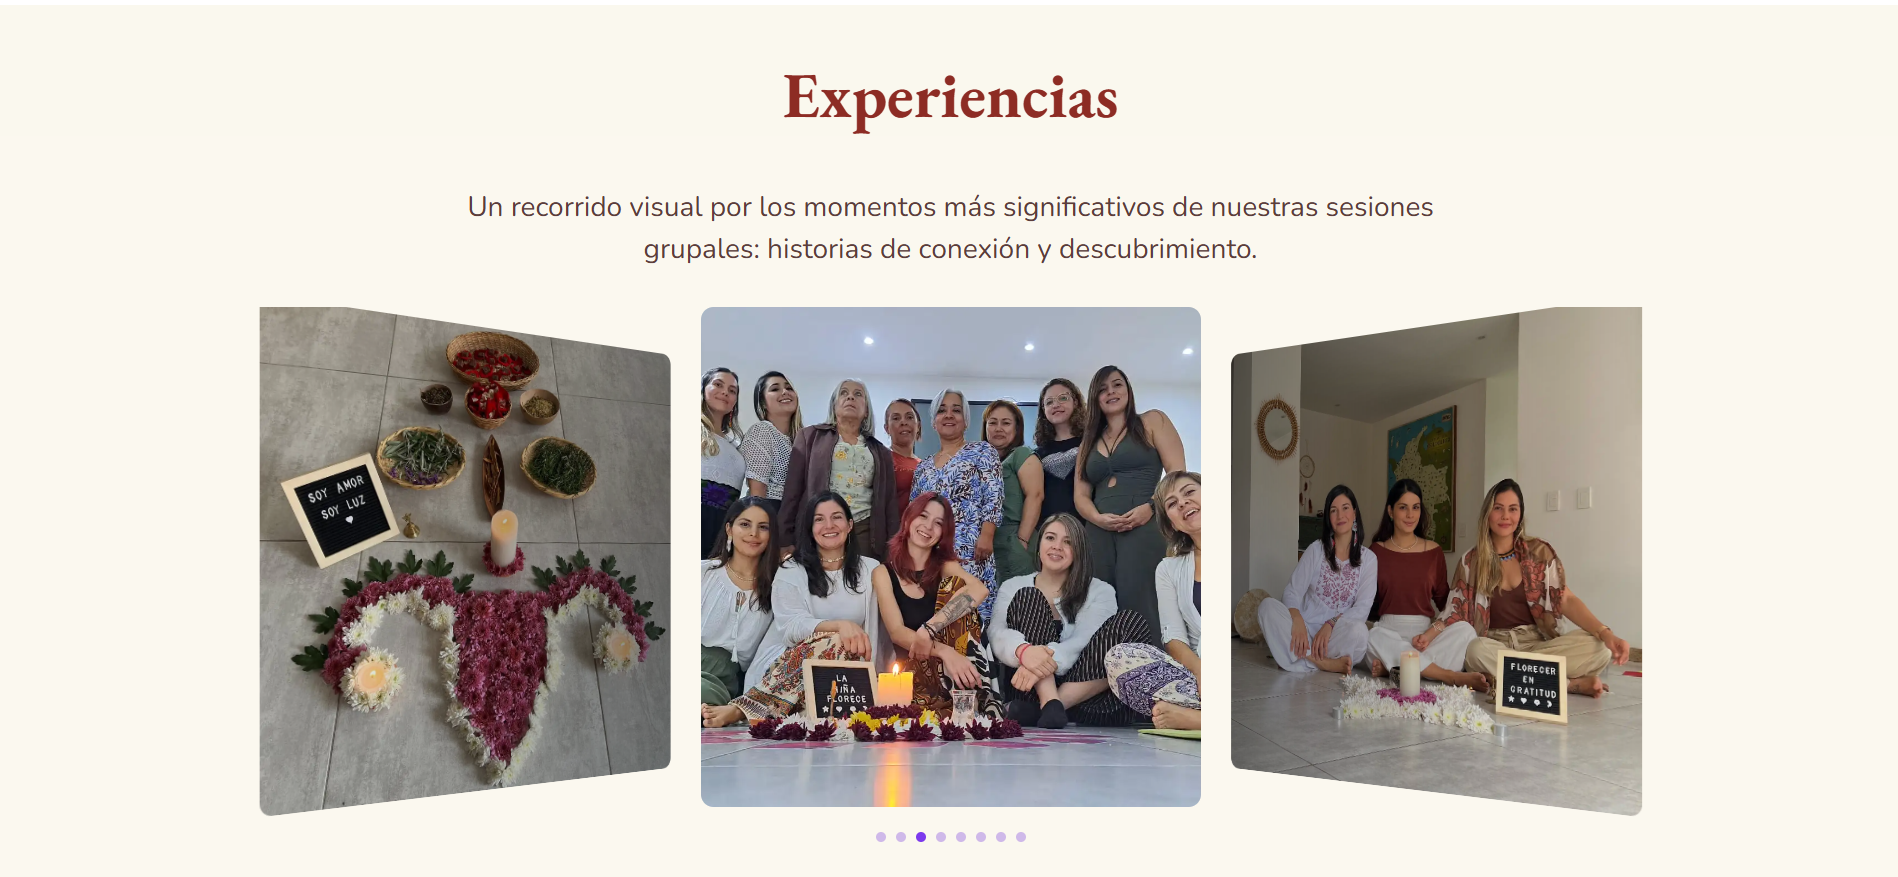 Experiencias
Un recorrido visual por los momentos más significativos de nuestras sesiones
grupales: historias de conexión y descubrimiento.
SOY AMOR
SOY LUZ
LA
FLORECE
FLORECER
EN
GRATITUD